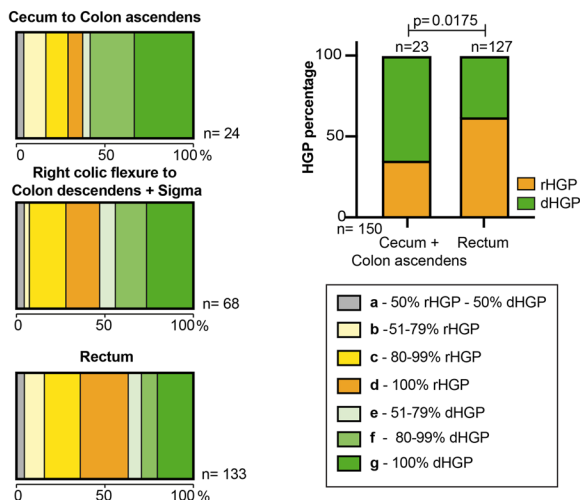 Cecum to Colon ascendens
0 50 100 %
n= 24
Right colic flexure to
Colon descendens + Sigma
0 50 100 %
n= 68
Rectum
0 50 100 %
n= 133
p= 0.0175
n=23 n=127
HGP percentage
100
50
0
n= 150
Cecum +
Colon ascendens
Rectum
rHGP
dHGP
a - 50% rHGP - 50% dHGP
b -51-79% rHGP
c - 80-99% rHGP
d - 100% rHGP
e - 51-79% dHGP
f - 80-99% dHGP
g - 100% dHGP